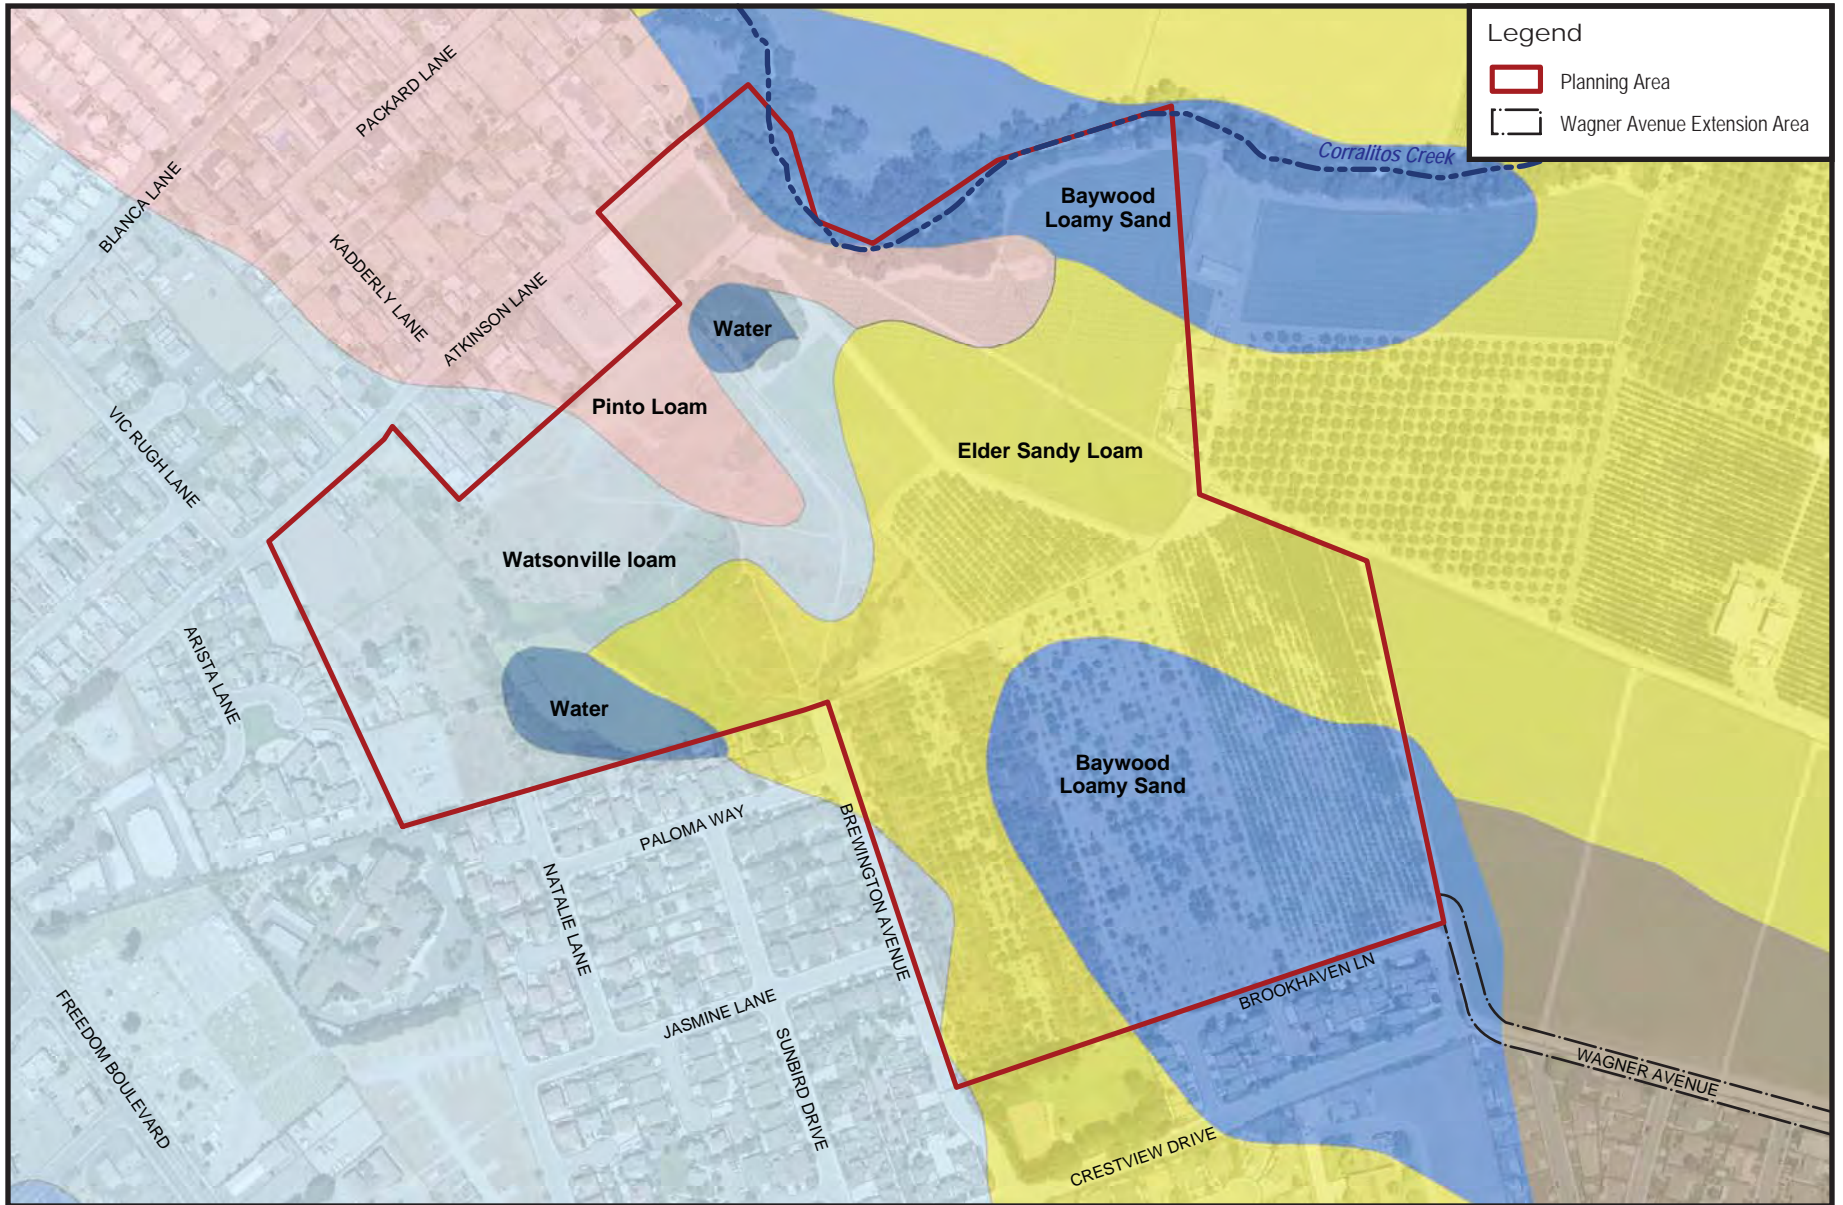 Legend
Planning Area
Wagner Avenue Extension Area
PACKARD LANE
BLANCA LANE
KADDERLY LANE
ATKINSON LANE
VIC RUGH LANE
ARISTA LANE
Corralitos Creek
Baywood
Loamy Sand
Water
Pinto Loam
Elder Sandy Loam
Watsonville loam
Water
Baywood
Loamy Sand
PALOMA WAY
BREWINGTON AVENUE
NATALIE LANE
JASMINE LANE
SUNBIRD DRIVE
FREEDOM BOULEVARD
BROOKHAVEN LN
WAGNER AVENUE
CRESTVIEW DRIVE